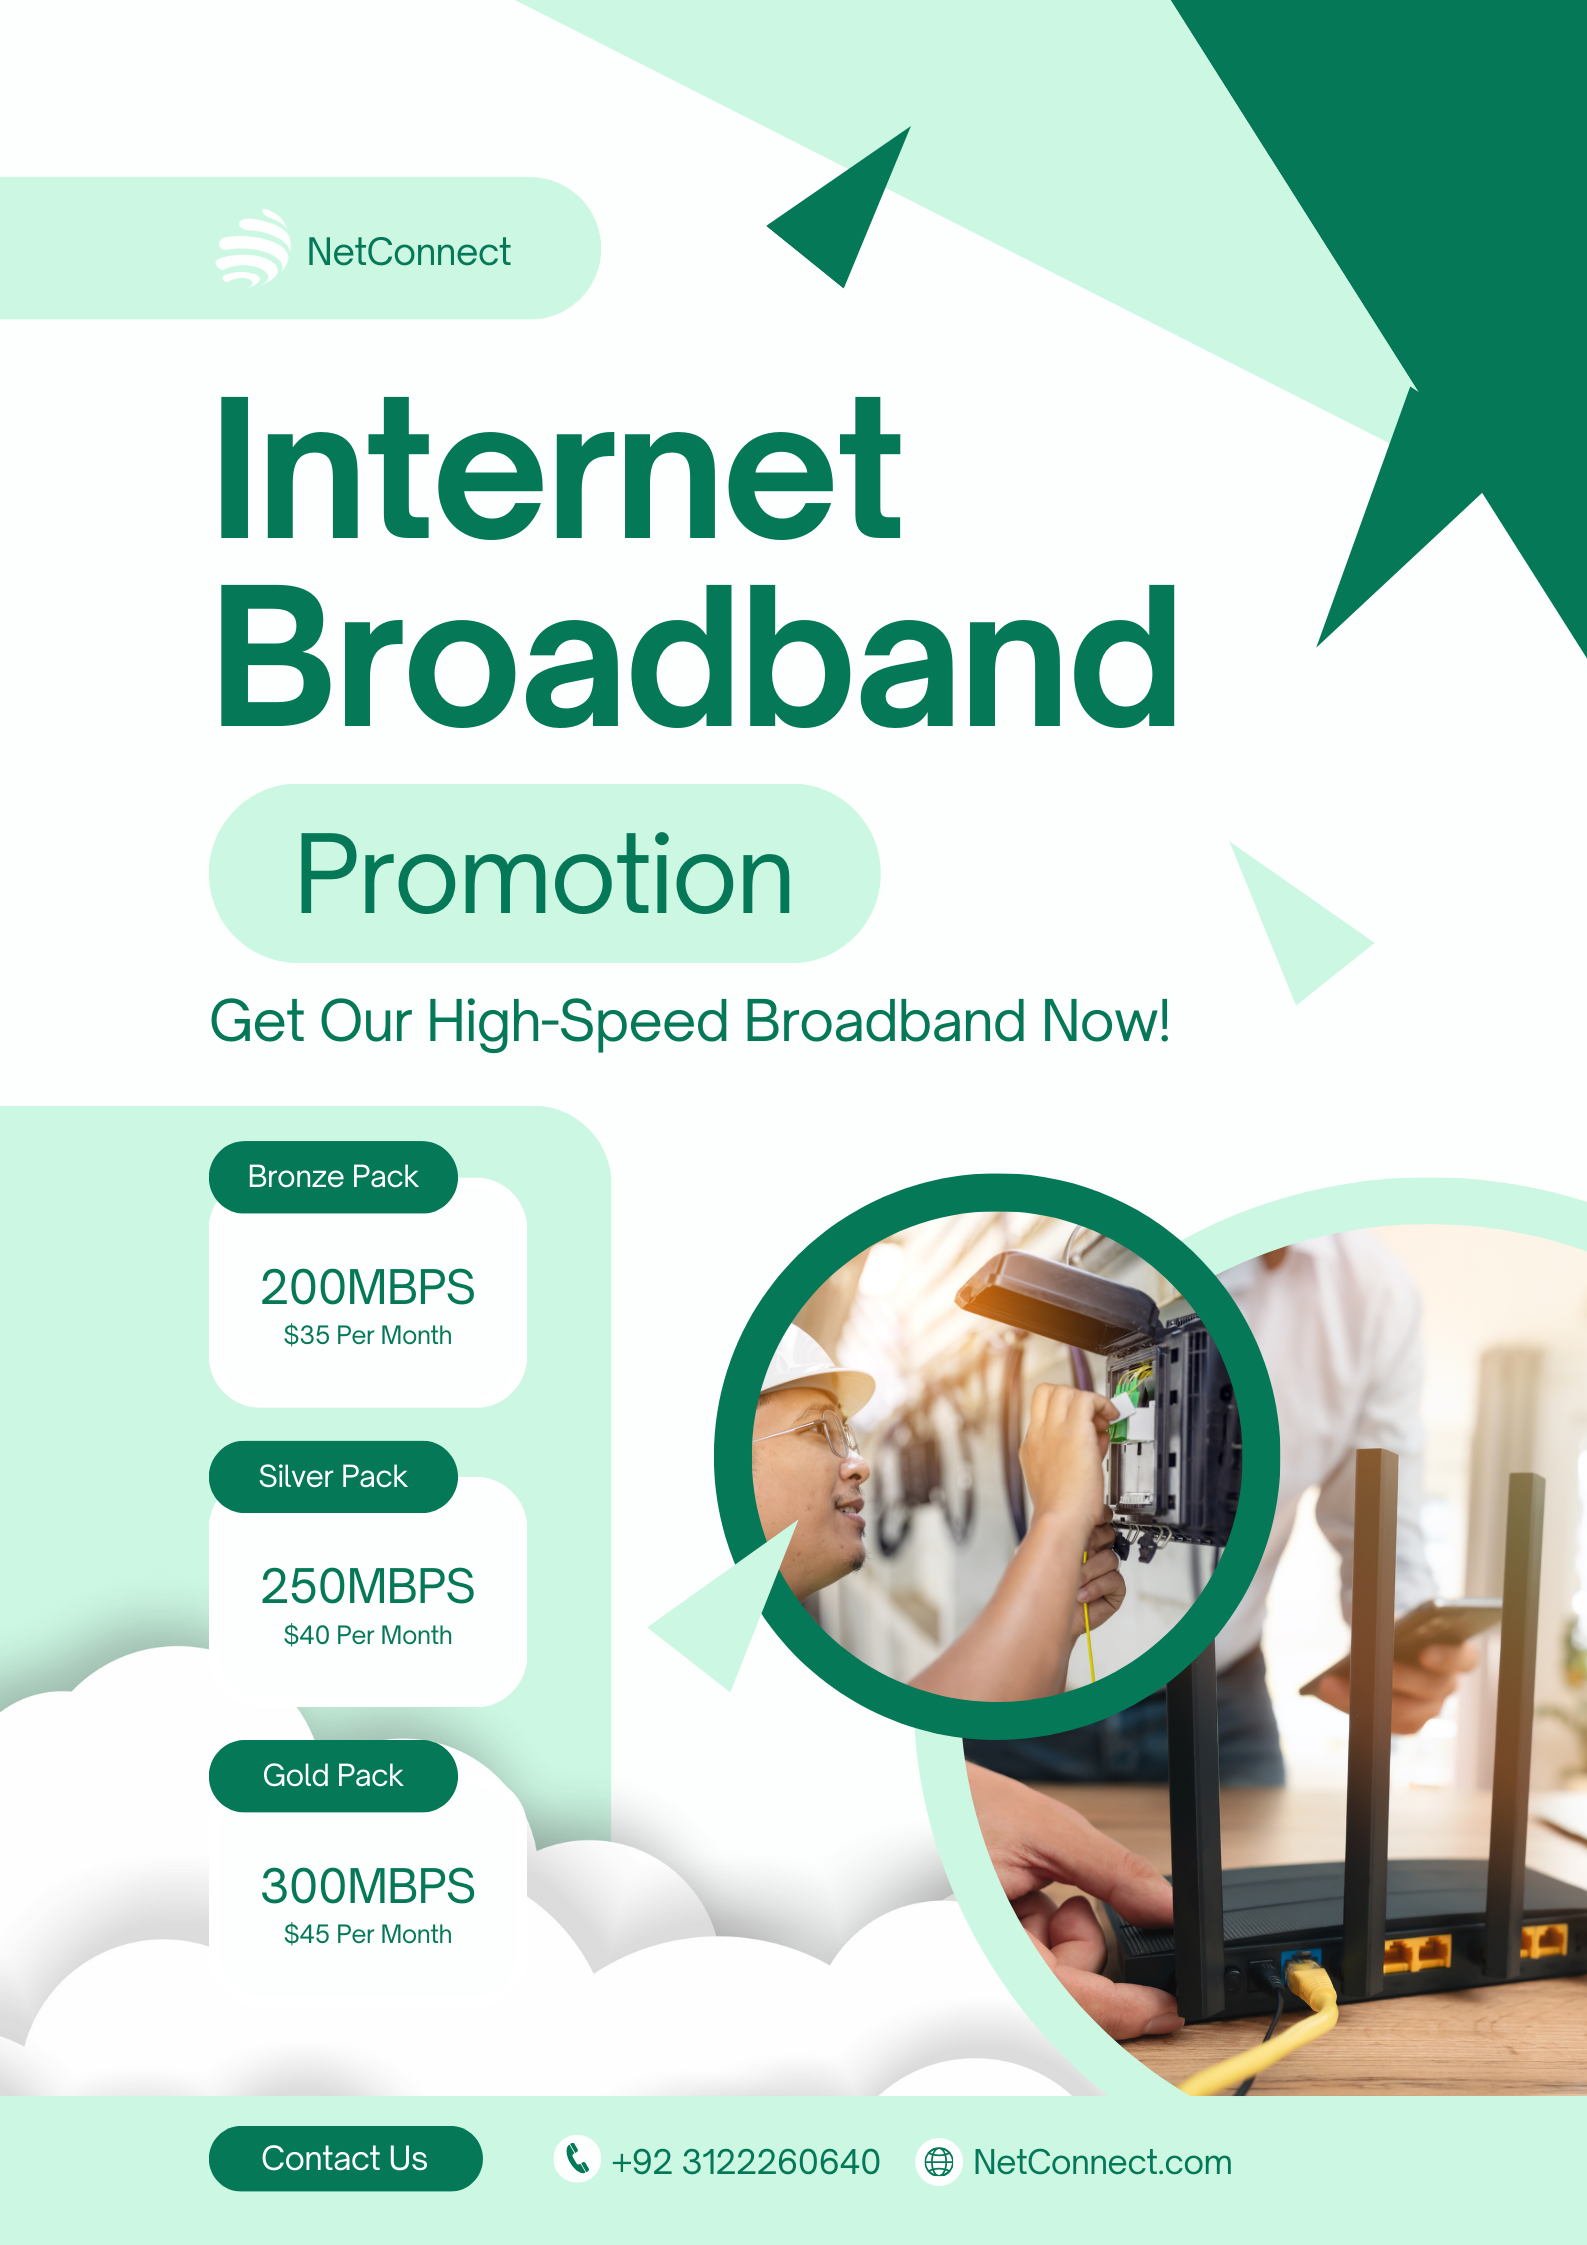 NetConnect
Internet
Broadband
Promotion
Get Our High-Speed Broadband Now!
Bronze Pack
200MBPS
$35 Per Month
Silver Pack
250MBPS
$40 Per Month
Gold Pack
300MBPS
$45 Per Month
Contact Us
+92 3122260640
NetConnect.com